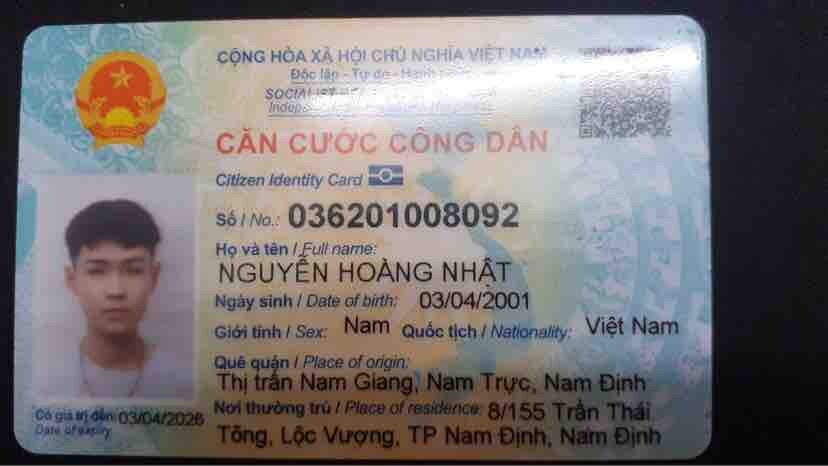 CỘNG HÒA XÃ HỘI CHỦ NGHĨA VIỆT NAM
Độc lập - Tự do - Hạnh
SOCIALIST
CĂN CƯỚC CÔNG DÂN
Citizen Identity Card
Số / No.: 036201008092
Họ và tên / Full name:
NGUYỄN HOÀNG NHẬT
Ngày sinh / Date of birth: 03/04/2001
Giới tính / Sex: Nam Quốc tịch / Nationality: Việt Nam
Quê quán / Place of origin:
Thị trấn Nam Giang, Nam Trực, Nam Định
Có giá trị đến: 03/04/2026
Date of expiry
Nơi thường trú / Place of residence: 8/155 Trần Thái
Tông, Lộc Vượng, TP Nam Định, Nam Định